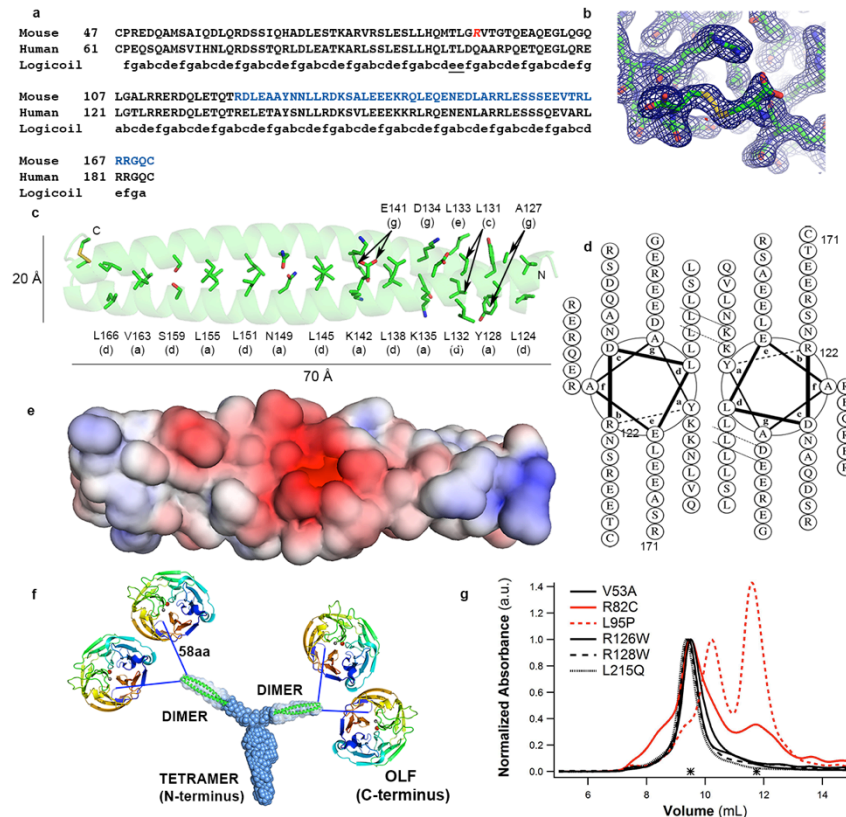 a
Mouse 47 CPREDQAMSAIQDLQRDSSIQHADLESTKARVRSLESLLHQMTLGRVTGTQEAQEGLQGQ
Human 61 CPEQSQAMSVIHNLQRDSSTQRLDLEATKARLSSLESLLHQLTLDQAARPQETQEGLQRE
Logicoil fgabcdefgabcdefgabcdefgabcdefgabcdefgabcdeefgabcdefgabcdefg
Mouse 107 LGALRRERDQLETQTRDLEAAYNNLLRDKSALEEEKRQLEQENEDLARRLESSSEEVTRL
Human 121 LGTLRRERDQLETQTRELETAYSNLLRDKSVLEEEKKRLRQENENLARRLESSSQEVARL
Logicoil abcdefgabcdefgabcdefgabcdefgabcdefgabcdefgabcdefgabcdefgabcd
Mouse 167 RRGQC
Human 181 RRGQC
Logicoil efga
b
c
E141 D134 L133 L131 A127
(g) (g) (e) (c) (g)
C
N
20 Å
L166 V163 S159 L155 L151 N149 L145 K142 L138 K135 L132 Y128 L124
(d) (a) (d) (a) (d) (a) (d) (a) (d) (a) (d) (a) (d)
70 Å
d
R E R Q E R A
R S D Q A N D
G E R E E D A
L S L L L L L
Q V L N K K Y
R S A E E L E
C T E E R S N R
171
122
g c d f a b e
a e b d f g c
R N S R E E T C
122
E L E E A S R
171
Y K K N L V Q
L L L L L S L
A D E E R E G
D N A Q D S R
A R E Q R E R
e
f
58aa
DIMER
DIMER
TETRAMER
(N-terminus)
OLF
(C-terminus)
g
Normalized Absorbance (a.u.)
1.4
1.2
1.0
0.8
0.6
0.4
0.2
0.0
V53A
R82C
L95P
R126W
R128W
L215Q
* *
6 8 10 12 14
Volume (mL)